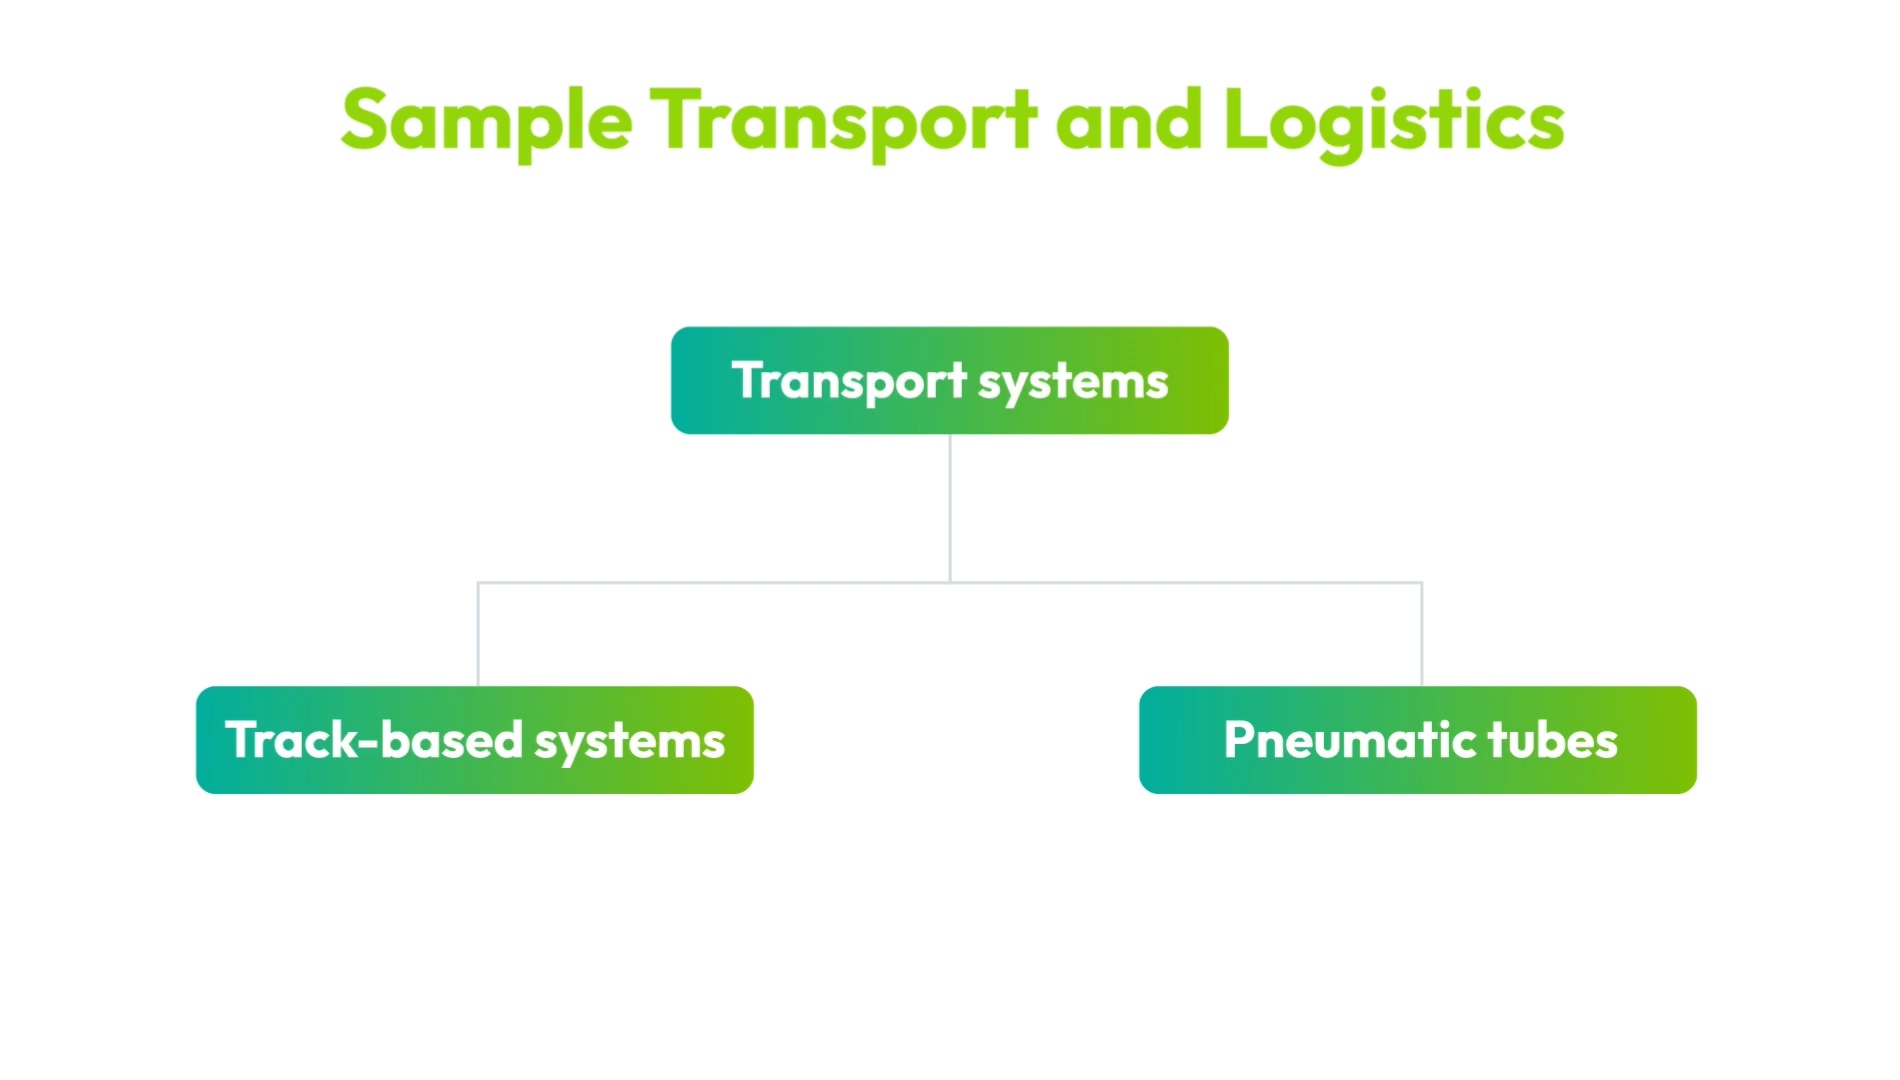 Sample Transport and Logistics
Transport systems
Track-based systems
Pneumatic tubes